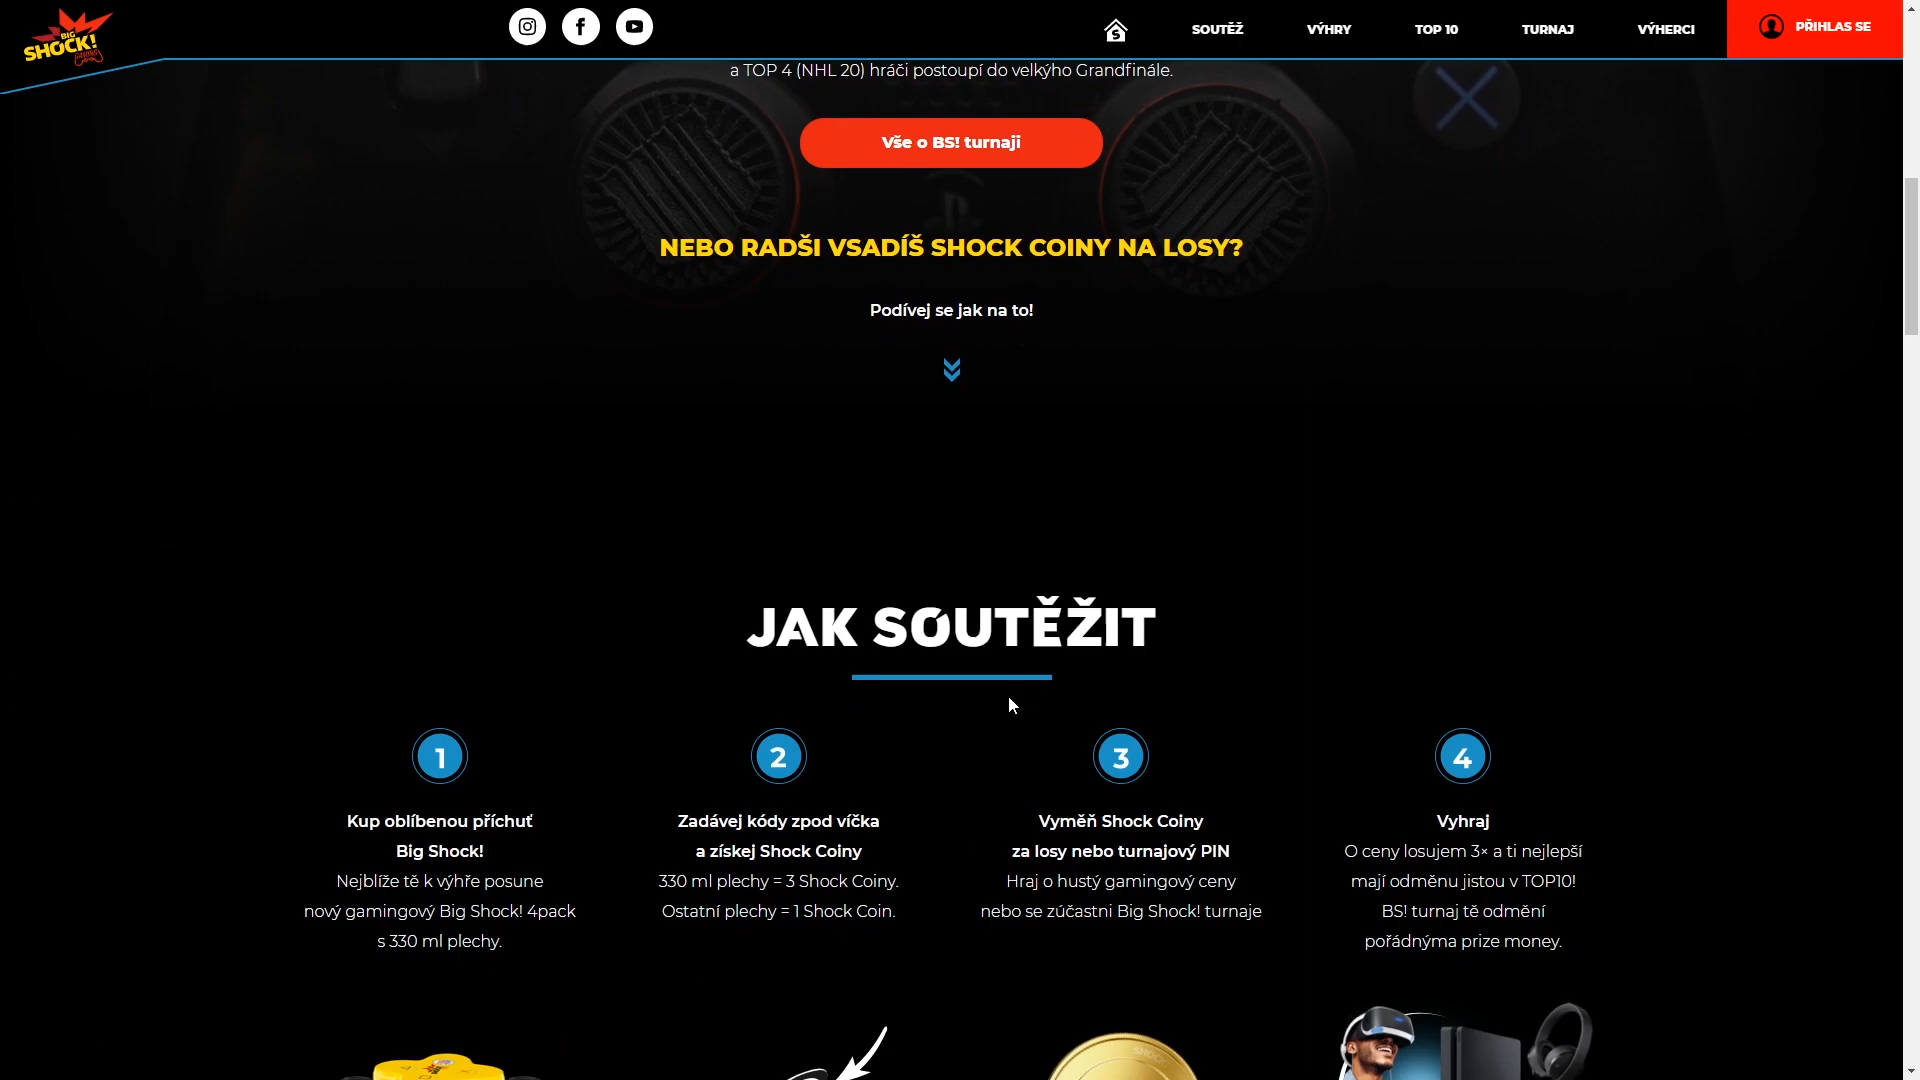 BIG
SHOCK!
GAMING
SOUTĚŽ
VÝHRY
TOP 10
TURNAJ
VÝHERCI
PŘIHLAS SE
a TOP 4 (NHL 20) hráči postoupí do velkýho Grandfinále.
Vše o BS! turnaji
NEBO RADŠI VSADÍŠ SHOCK COINY NA LOSY?
Podívej se jak na to!
JAK SOUTĚŽIT
1
Kup oblíbenou příchuť
Big Shock!
Nejblíže tě k výhře posune
nový gamingový Big Shock! 4pack
s 330 ml plechy.
2
Zadávej kódy zpod víčka
a získej Shock Coiny
330 ml plechy = 3 Shock Coiny.
Ostatní plechy = 1 Shock Coin.
3
Vyměň Shock Coiny
za losy nebo turnajový PIN
Hraj o hustý gamingový ceny
nebo se zúčastni Big Shock! turnaje
4
Vyhraj
O ceny losujem 3× a ti nejlepší
mají odměnu jistou v TOP10!
BS! turnaj tě odmění
pořádnýma prize money.